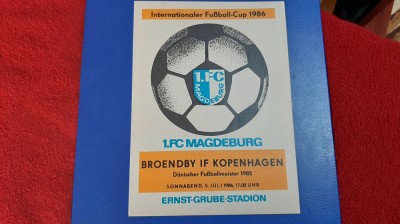 Internationaler Fußball-Cup 1986
1.FC
MAGDEBURG
1.FC MAGDEBURG
BROENDBY IF KOPENHAGEN
Dänischer Fußballmeister 1985
SONNABEND, 5. JULI 1986, 17.00 UHR
ERNST-GRUBE-STADION